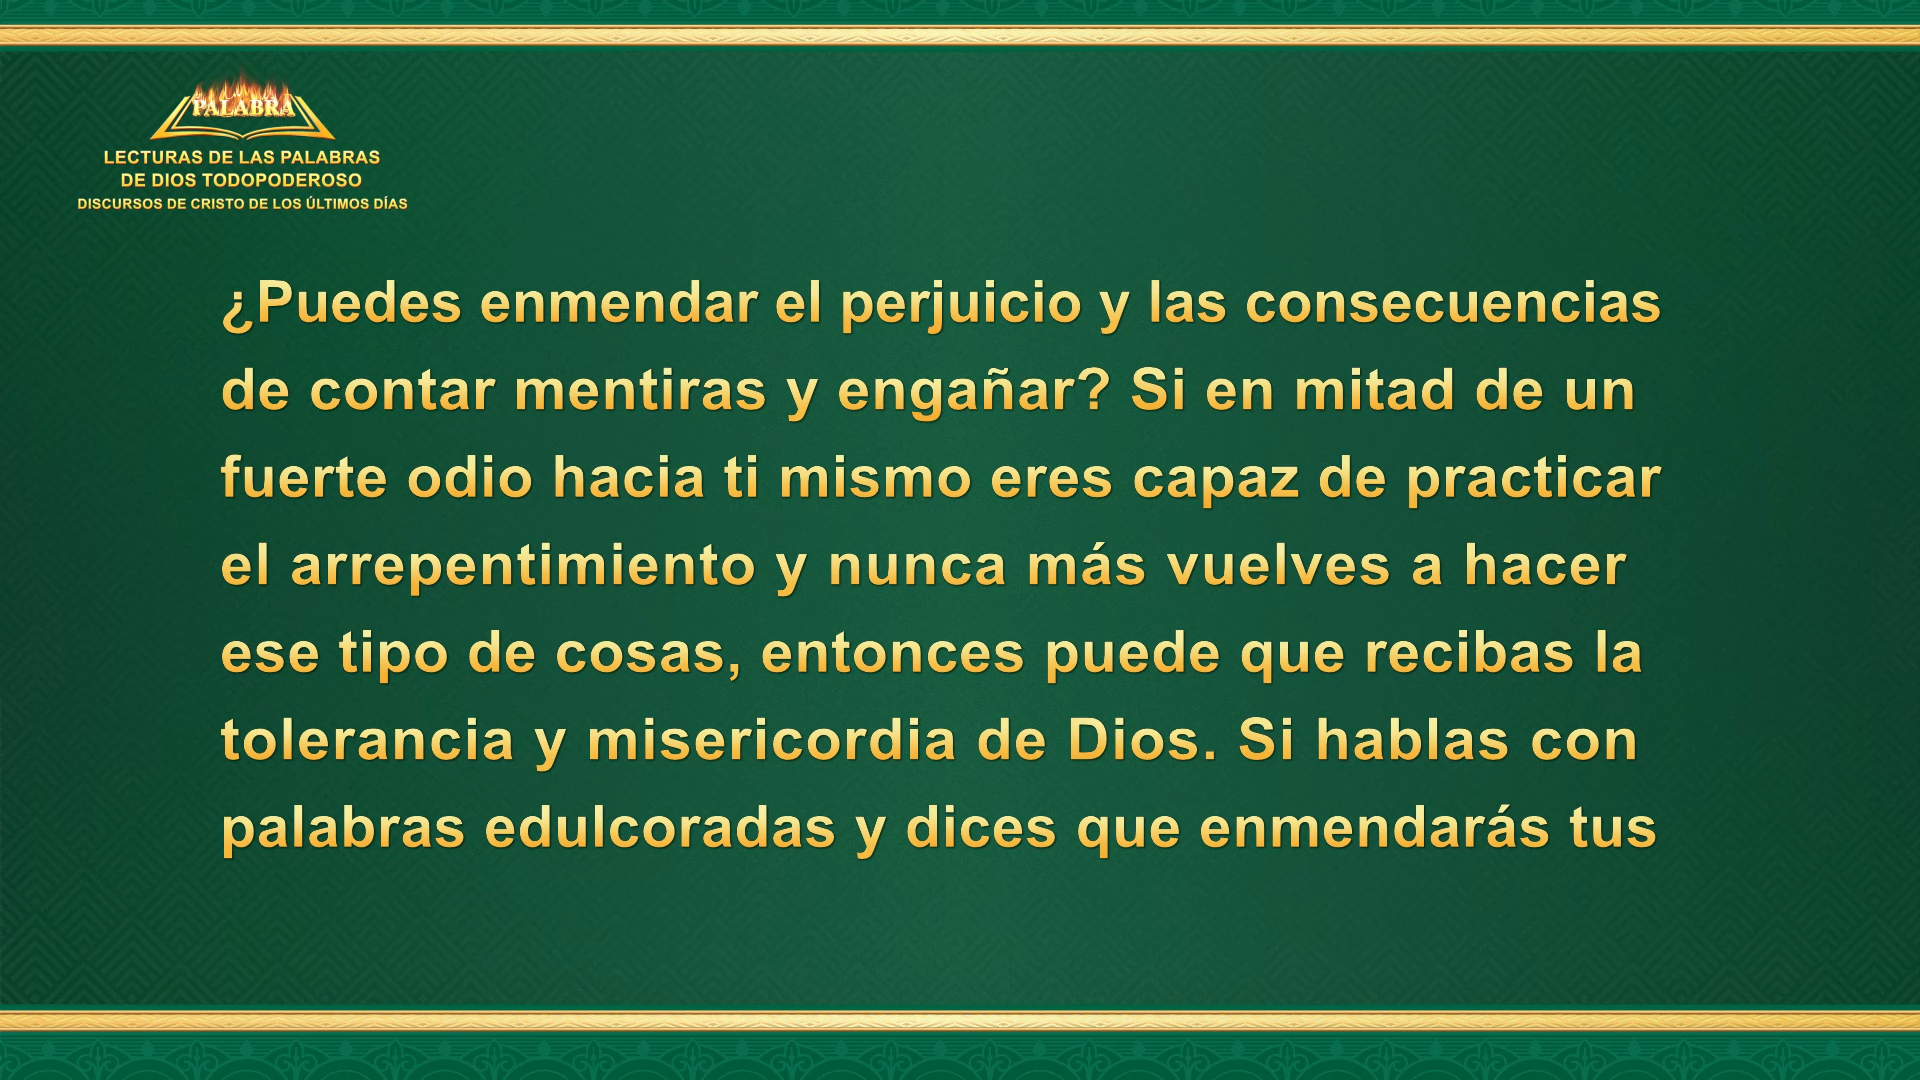 PALABRA
LECTURAS DE LAS PALABRAS
DE DIOS TODOPODEROSO
DISCURSOS DE CRISTO DE LOS ÚLTIMOS DÍAS
¿Puedes enmendar el perjuicio y las consecuencias
de contar mentiras y engañar? Si en mitad de un
fuerte odio hacia ti mismo eres capaz de practicar
el arrepentimiento y nunca más vuelves a hacer
ese tipo de cosas, entonces puede que recibas la
tolerancia y misericordia de Dios. Si hablas con
palabras edulcoradas y dices que enmendarás tus